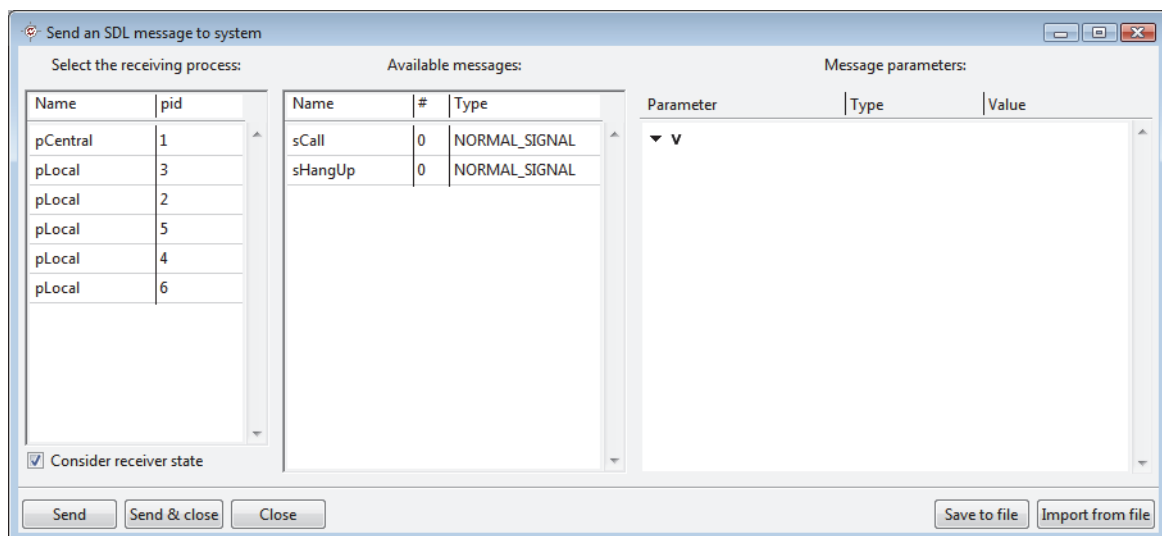 Send an SDL message to system
Select the receiving process: Available messages: Message parameters:
Name pid Name # Type Parameter Type Value
pCentral 1 sCall 0 NORMAL_SIGNAL V
pLocal 3 sHangUp 0 NORMAL_SIGNAL
pLocal 2
pLocal 5
pLocal 4
pLocal 6
Consider receiver state
Send Send & close Close Save to file Import from file